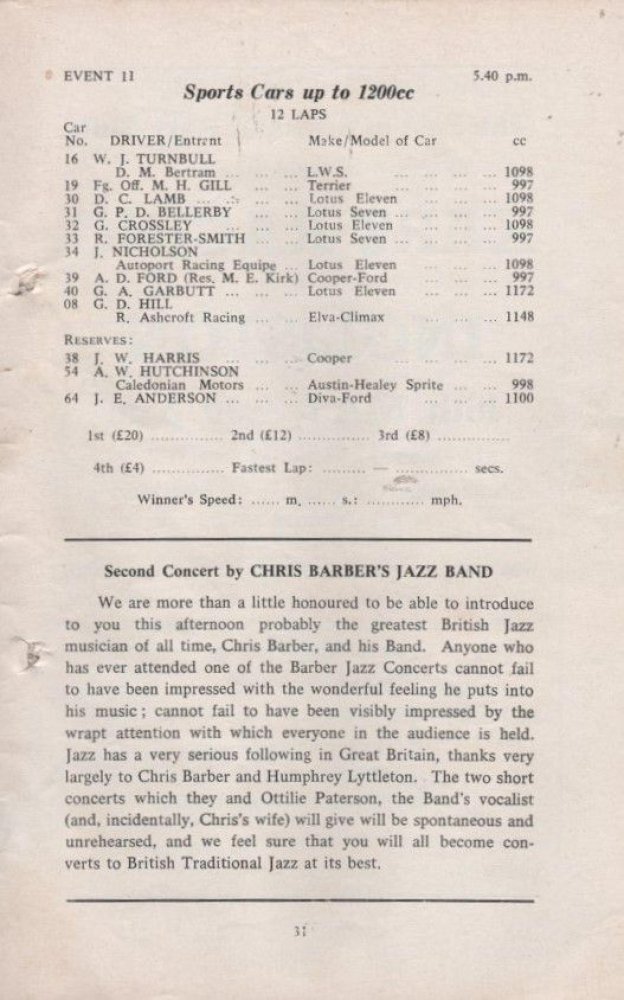 EVENT 11 5.40 p.m.
Sports Cars up to 1200cc
12 LAPS
Car
No. DRIVER/Entrant Make/Model of Car cc
16 W. J. TURNBULL
D. M. Bertram ... ... L.W.S. ... ... ... 1098
19 Fg. Off. M. H. GILL ... ... Terrier ... ... ... 997
30 D. C. LAMB ... ... ... Lotus Eleven ... ... ... 1098
31 G. P. D. BELLERBY ... ... Lotus Seven ... ... ... 997
32 G. CROSSLEY ... ... ... Lotus Eleven ... ... ... 1098
33 R. FORESTER-SMITH ... ... Lotus Seven ... ... ... 997
34 J. NICHOLSON
Autoport Racing Equipe ... Lotus Eleven ... ... ... 1098
39 A. D. FORD (Res. M. E. Kirk) Cooper-Ford ... ... ... 997
40 G. A. GARBUTT ... ... ... Lotus Eleven ... ... ... 1172
08 G. D. HILL
R. Ashcroft Racing ... ... Elva-Climax ... ... ... 1148
RESERVES:
38 J. W. HARRIS ... ... ... Cooper ... ... ... 1172
54 A. W. HUTCHINSON
Caledonian Motors ... ... Austin-Healey Sprite ... ... 998
64 J. E. ANDERSON ... ... ... Diva-Ford ... ... ... 1100
1st (£20) .............. 2nd (£12) .............. 3rd (£8) ..............
4th (£4) .............. Fastest Lap: ......... — .............. secs.
Winner's Speed: ...... m. ...... s.: ............ mph.
Second Concert by CHRIS BARBER'S JAZZ BAND
We are more than a little honoured to be able to introduce
to you this afternoon probably the greatest British Jazz
musician of all time, Chris Barber, and his Band. Anyone who
has ever attended one of the Barber Jazz Concerts cannot fail
to have been impressed with the wonderful feeling he puts into
his music; cannot fail to have been visibly impressed by the
wrapt attention with which everyone in the audience is held.
Jazz has a very serious following in Great Britain, thanks very
largely to Chris Barber and Humphrey Lyttleton. The two short
concerts which they and Ottilie Paterson, the Band's vocalist
(and, incidentally, Chris's wife) will give will be spontaneous and
unrehearsed, and we feel sure that you will all become con-
verts to British Traditional Jazz at its best.
31